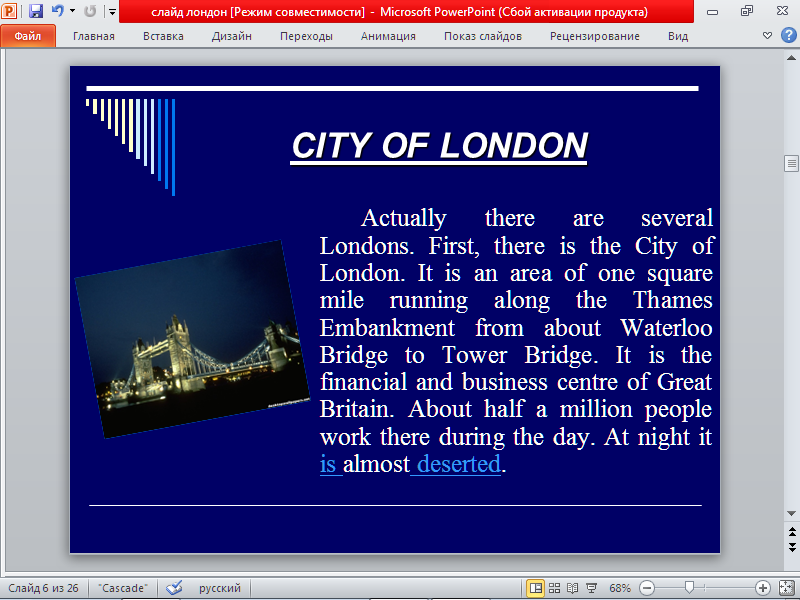 слайд лондон [Режим совместимости] - Microsoft PowerPoint (Сбой активации продукта)
Файл Главная Вставка Дизайн Переходы Анимация Показ слайдов Рецензирование Вид
CITY OF LONDON
Actually there are several
Londons. First, there is the City of
London. It is an area of one square
mile running along the Thames
Embankment from about Waterloo
Bridge to Tower Bridge. It is the
financial and business centre of Great
Britain. About half a million people
work there during the day. At night it
is almost deserted.
Слайд 6 из 26 "Cascade" русский 68%